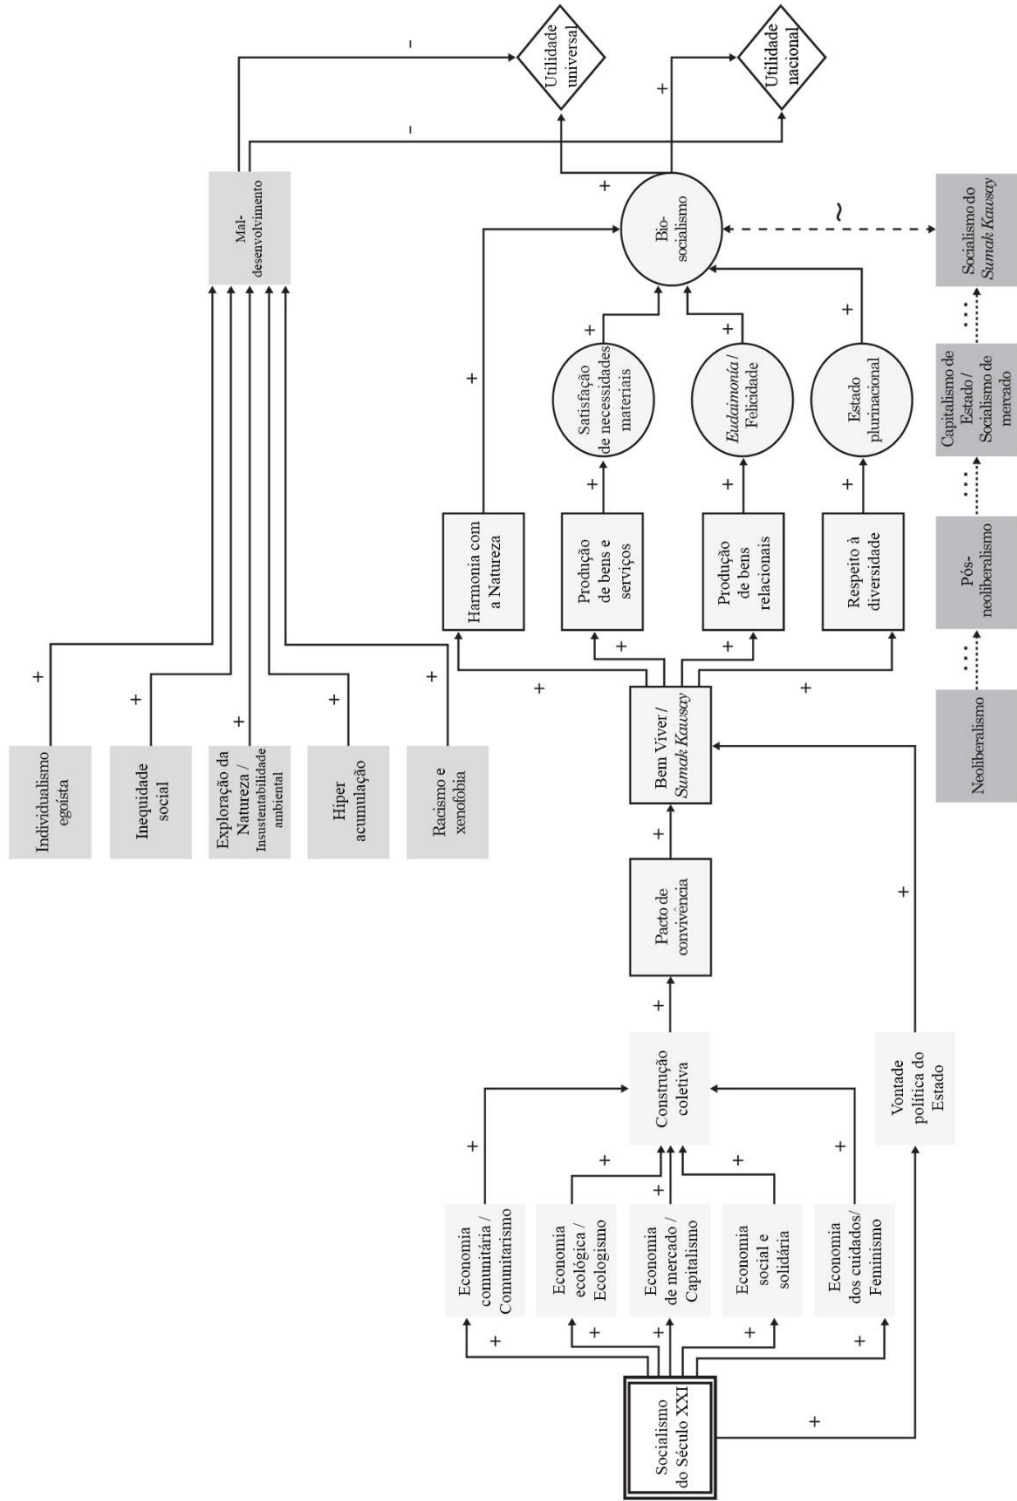 Individualismo
egoísta
Inequidade
social
Exploração da
Natureza /
Insustentabilidade
ambiental
Hiper
acumulação
Racismo e
xenofobia
+
+
+
+
+
Mal-
desenvolvimento
-
-
Socialismo
do Século XXI
+
+
+
+
+
+
Economia
comunitária /
Comunitarismo
Economia
ecológica /
Ecologismo
Economia
de mercado /
Capitalismo
Economia
social e
solidária
Economia
dos cuidados/
Feminismo
+
+
+
+
+
Construção
coletiva
+
Pacto de
convivência
+
Vontade
política do
Estado
+
Bem Viver /
Sumak Kawsay
+
+
+
+
Harmonia com
a Natureza
Produção
de bens e
serviços
Produção
de bens
relacionais
Respeito à
diversidade
+
+
+
+
Satisfação
de necessidades
materiais
Eudaimonía /
Felicidade
Estado
plurinacional
+
+
+
Bio-
socialismo
+
+
Utilidade
universal
Utilidade
nacional
~
Neoliberalismo
...
Pós-
neoliberalismo
...
Capitalismo de
Estado /
Socialismo de
mercado
...
Socialismo do
Sumak Kawsay